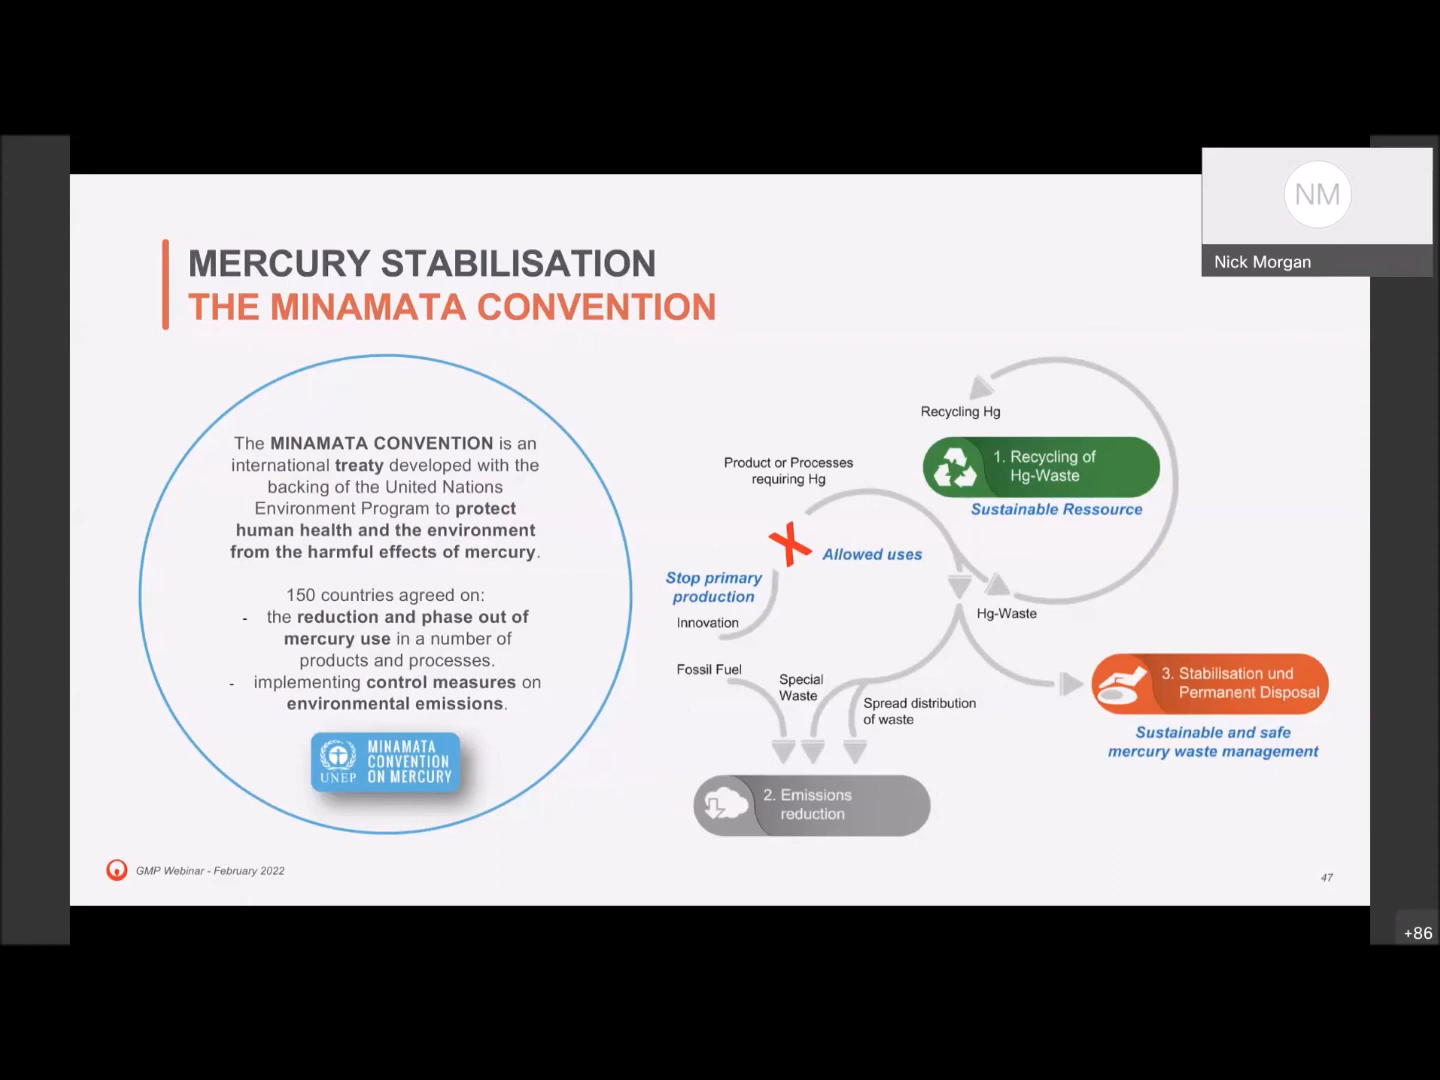 NM
Nick Morgan
MERCURY STABILISATION
THE MINAMATA CONVENTION
The MINAMATA CONVENTION is an
international treaty developed with the
backing of the United Nations
Environment Program to protect
human health and the environment
from the harmful effects of mercury.
150 countries agreed on:
- the reduction and phase out of
mercury use in a number of
products and processes.
- implementing control measures on
environmental emissions.
UNEP
MINAMATA
CONVENTION
ON MERCURY
Recycling Hg
1. Recycling of
Hg-Waste
Sustainable Ressource
Product or Processes
requiring Hg
X
Allowed uses
Stop primary
production
Innovation
Hg-Waste
Fossil Fuel
Special
Waste
Spread distribution
of waste
3. Stabilisation und
Permanent Disposal
Sustainable and safe
mercury waste management
2. Emissions
reduction
GMP Webinar - February 2022
47
+86